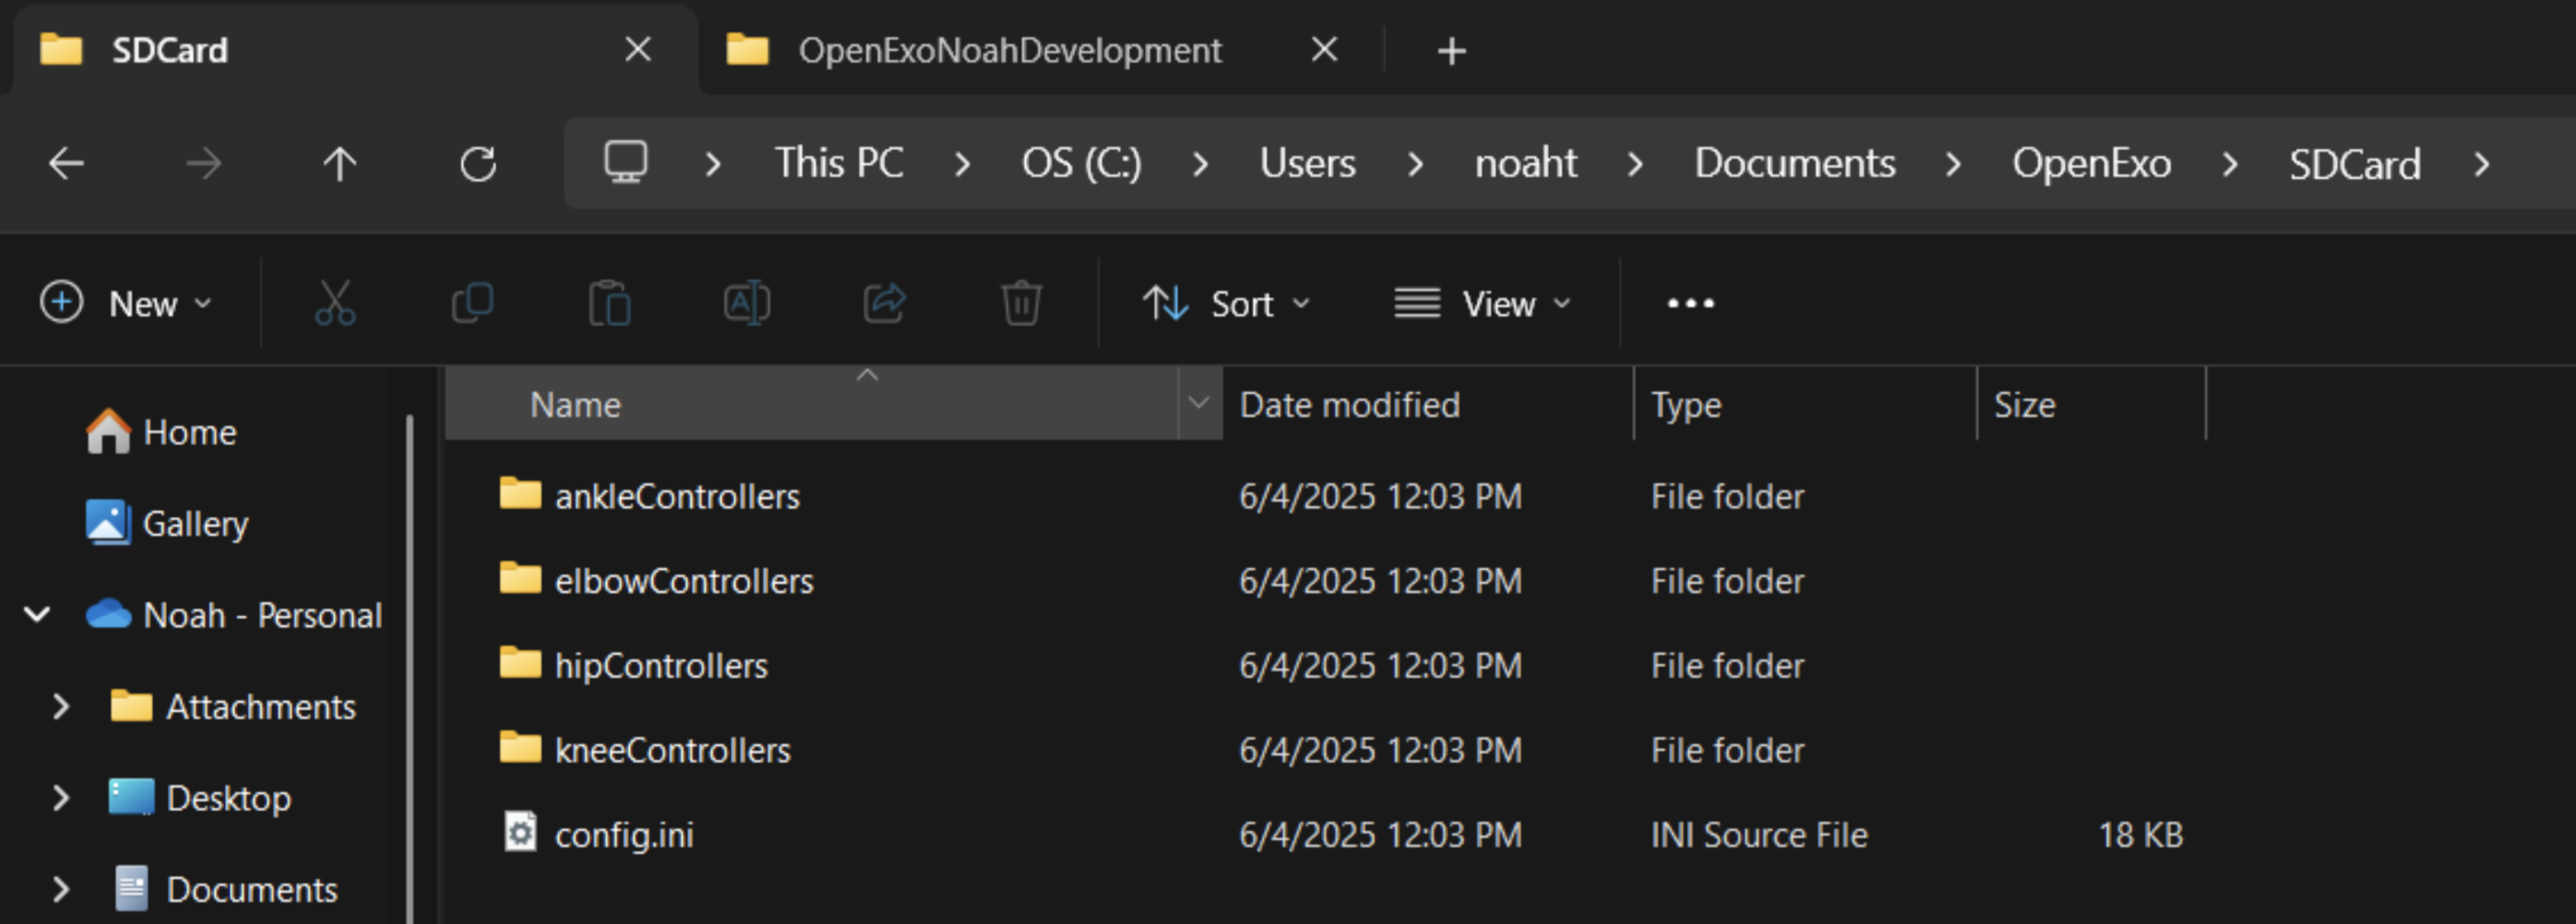 SDCard OpenExoNoahDevelopment
This PC OS (C:) Users noaht Documents OpenExo SDCard
New Sort View
Name Date modified Type Size
Home
Gallery
Noah - Personal
Attachments
Desktop
Documents
ankleControllers 6/4/2025 12:03 PM File folder
elbowControllers 6/4/2025 12:03 PM File folder
hipControllers 6/4/2025 12:03 PM File folder
kneeControllers 6/4/2025 12:03 PM File folder
config.ini 6/4/2025 12:03 PM INI Source File 18 KB